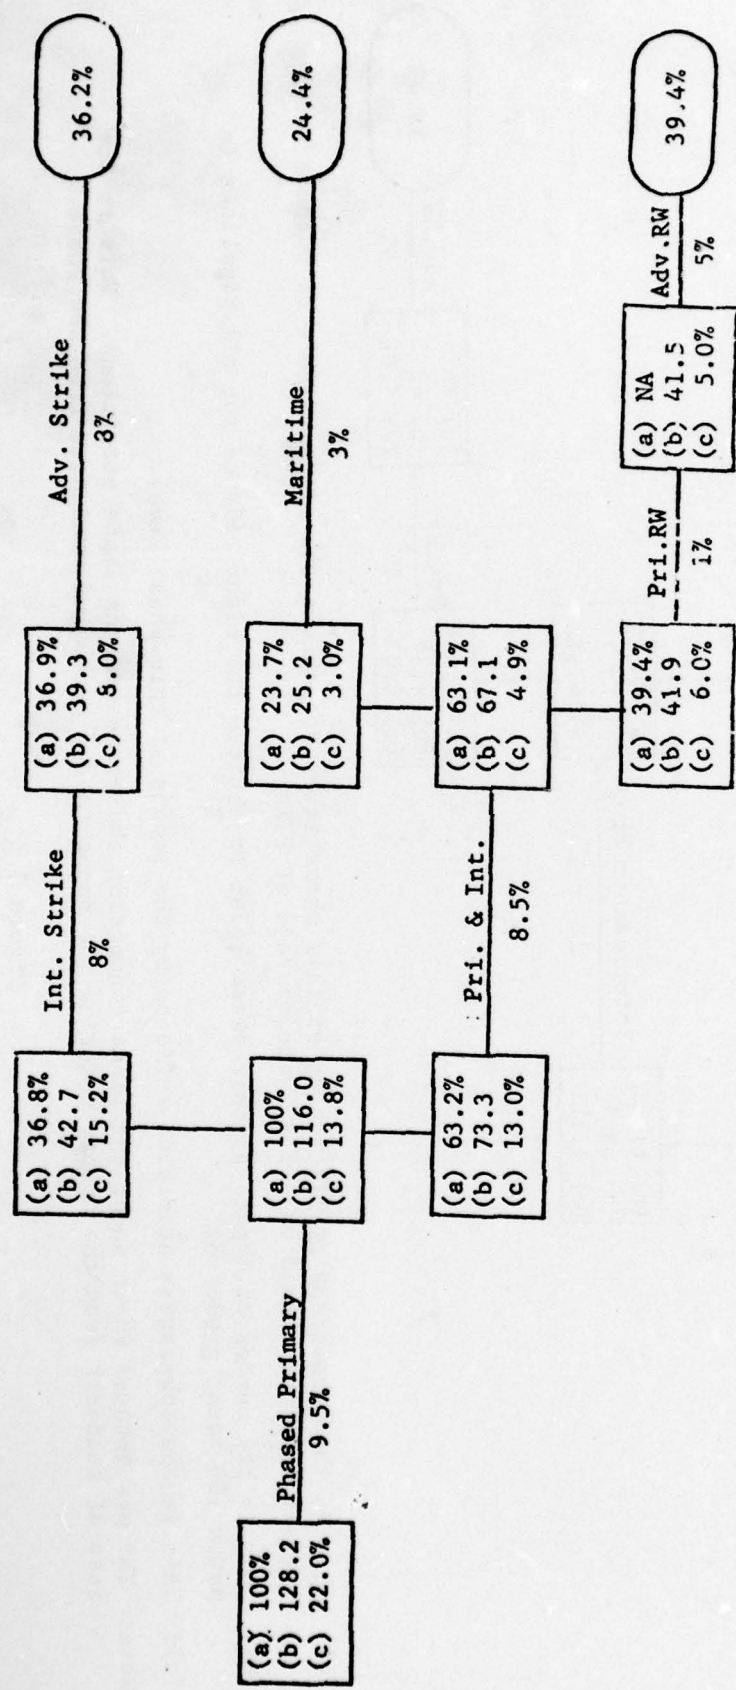 (a) 36.8%
(b) 42.7
(c) 15.2%
Int. Strike
8%
(a) 36.9%
(b) 39.3
(c) 8.0%
Adv. Strike
8%
36.2%
(a) 100%
(b) 128.2
(c) 22.0%
Phased Primary
9.5%
(a) 100%
(b) 116.0
(c) 13.8%
(a) 23.7%
(b) 25.2
(c) 3.0%
Maritime
3%
24.4%
(a) 63.2%
(b) 73.3
(c) 13.0%
Pri. & Int.
8.5%
(a) 63.1%
(b) 67.1
(c) 4.9%
(a) 39.4%
(b) 41.9
(c) 6.0%
Pri.RW
1%
(a) NA
(b) 41.5
(c) 5.0%
Adv.RW
5%
39.4%